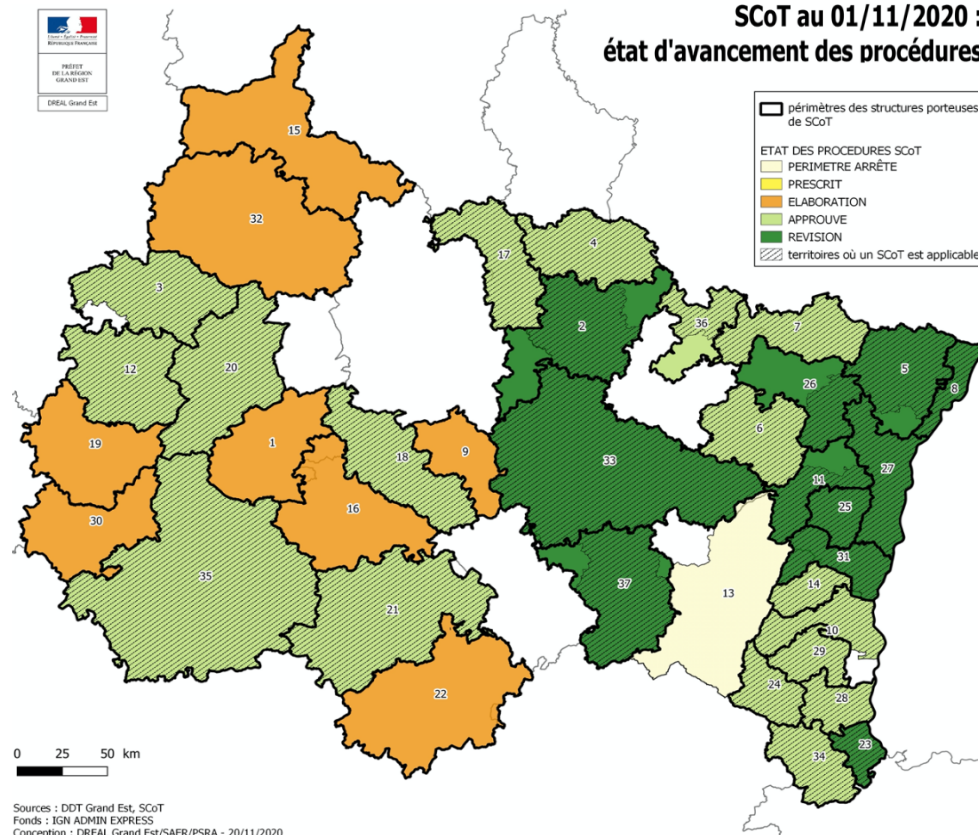 SCoT au 01/11/2020 :
état d'avancement des procédures
Liberté • Égalité • Fraternité
RÉPUBLIQUE FRANÇAISE
PRÉFET
DE LA RÉGION
GRAND EST
DREAL Grand Est
périmètres des structures porteuses
de SCoT
ETAT DES PROCEDURES SCoT
PERIMETRE ARRÊTE
PRESCRIT
ELABORATION
APPROUVE
REVISION
territoires où un SCoT est applicable
15
32
17
4
3
2
36
7
12
20
5
8
26
19
1
18
9
6
33
27
11
25
16
30
31
35
37
13
14
21
10
29
24
28
22
23
34
0 25 50 km
Sources : DDT Grand Est, SCoT
Fonds : IGN ADMIN EXPRESS
Conception : DREAL Grand Est/SAER/PSRA - 20/11/2020